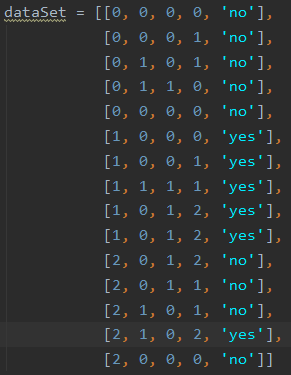 dataSet = [[0, 0, 0, 0, 'no'],
[0, 0, 0, 1, 'no'],
[0, 1, 0, 1, 'no'],
[0, 1, 1, 0, 'no'],
[0, 0, 0, 0, 'no'],
[1, 0, 0, 0, 'yes'],
[1, 0, 0, 1, 'yes'],
[1, 1, 1, 1, 'yes'],
[1, 0, 1, 2, 'yes'],
[1, 0, 1, 2, 'yes'],
[2, 0, 1, 2, 'no'],
[2, 0, 1, 1, 'no'],
[2, 1, 0, 1, 'no'],
[2, 1, 0, 2, 'yes'],
[2, 0, 0, 0, 'no']]